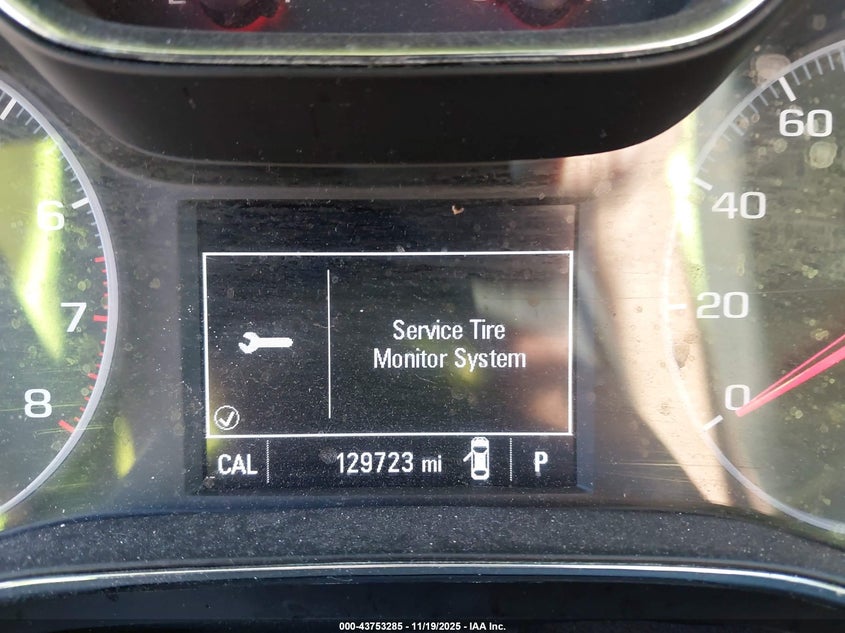 60
6
40
7
20
Service Tire
Monitor System
8
0
CAL
129723 mi
P
000-43753285 - 11/19/2025 - IAA Inc.